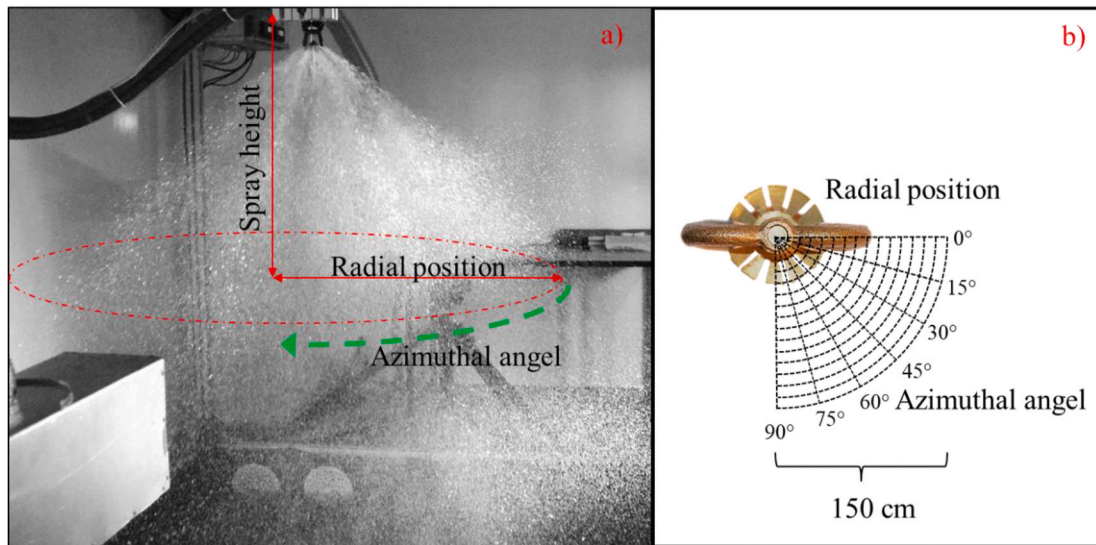 a)
Spray height
Radial position
Azimuthal angel
b)
Radial position
0°
15°
30°
45°
Azimuthal angel
60°
75°
90°
150 cm